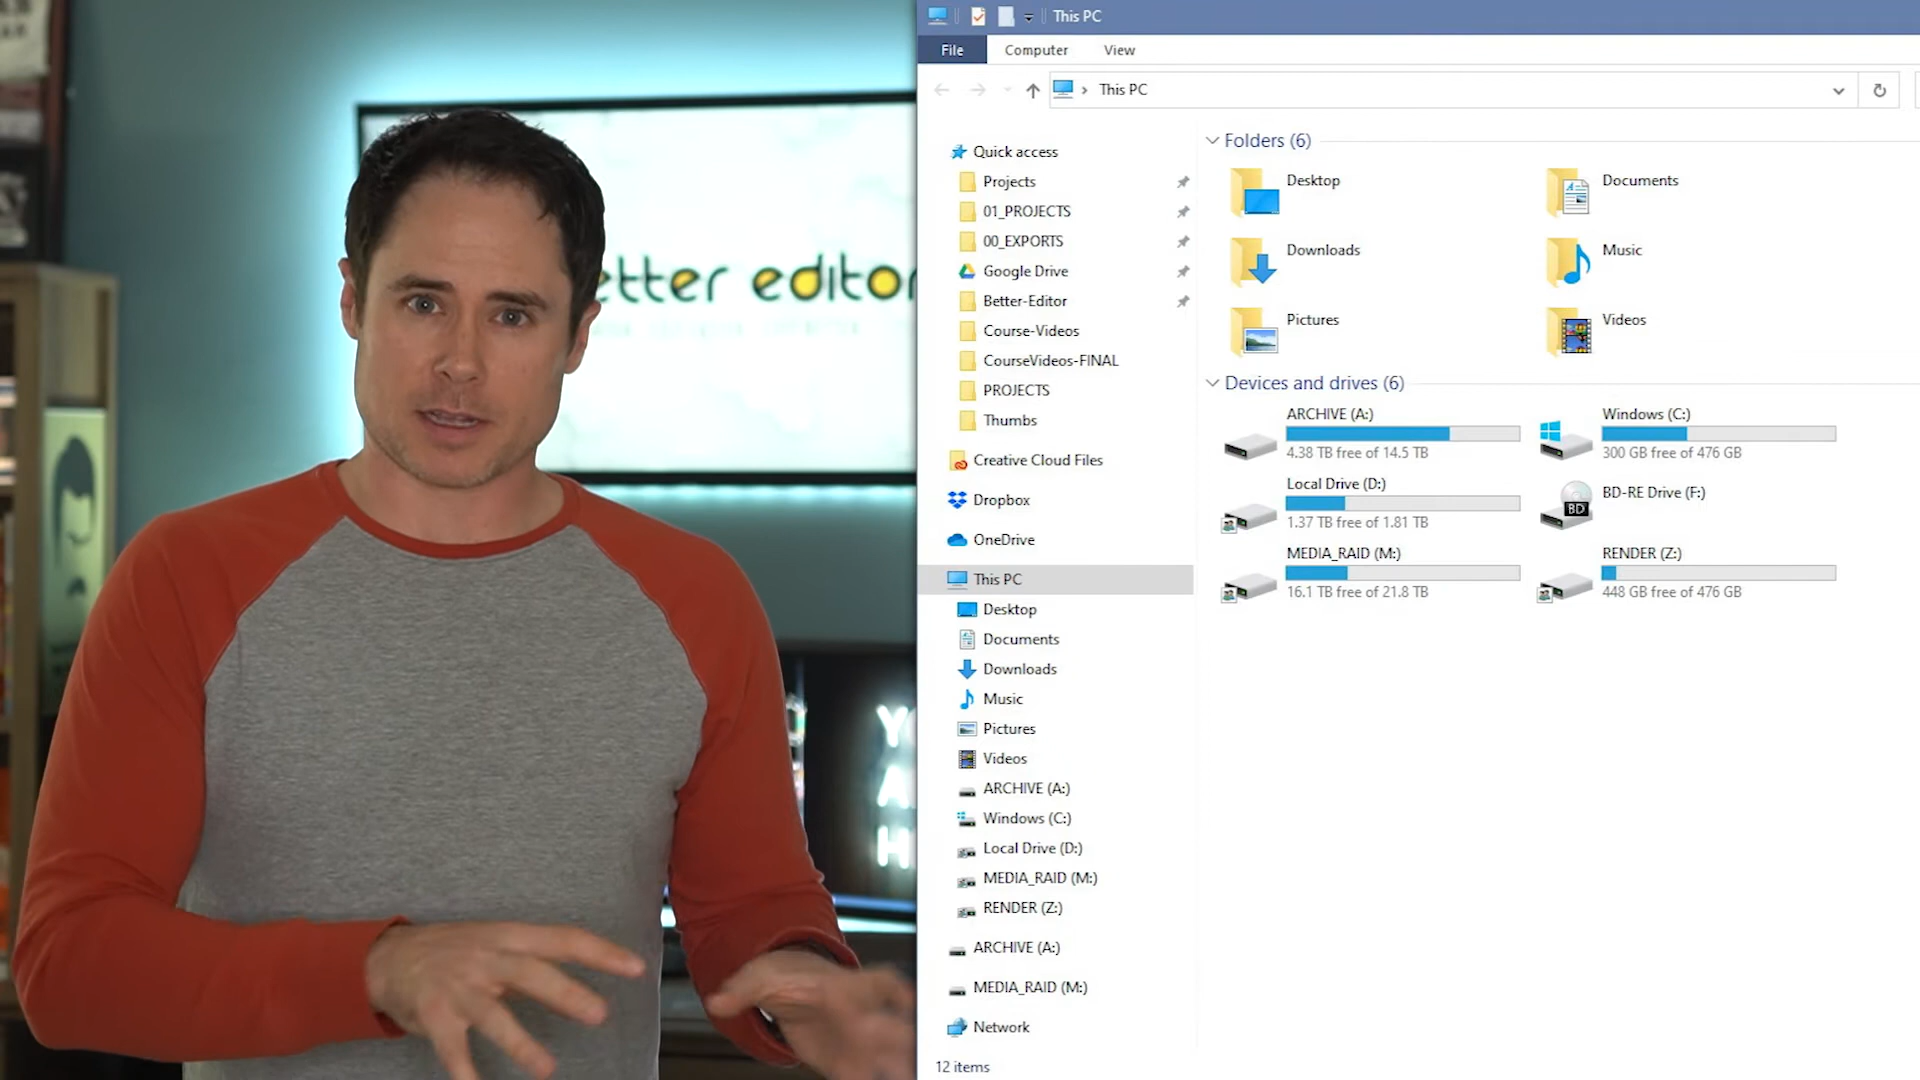 etter editor
Y
A
H
This PC
File Computer View
This PC
Quick access
Projects
01_PROJECTS
00_EXPORTS
Google Drive
Better-Editor
Course-Videos
CourseVideos-FINAL
PROJECTS
Thumbs
Creative Cloud Files
Dropbox
OneDrive
This PC
Desktop
Documents
Downloads
Music
Pictures
Videos
ARCHIVE (A:)
Windows (C:)
Local Drive (D:)
MEDIA_RAID (M:)
RENDER (Z:)
ARCHIVE (A:)
MEDIA_RAID (M:)
Network
12 items
Folders (6)
Desktop
Documents
Downloads
Music
Pictures
Videos
Devices and drives (6)
ARCHIVE (A:)
4.38 TB free of 14.5 TB
Windows (C:)
300 GB free of 476 GB
Local Drive (D:)
1.37 TB free of 1.81 TB
BD
BD-RE Drive (F:)
MEDIA_RAID (M:)
16.1 TB free of 21.8 TB
RENDER (Z:)
448 GB free of 476 GB